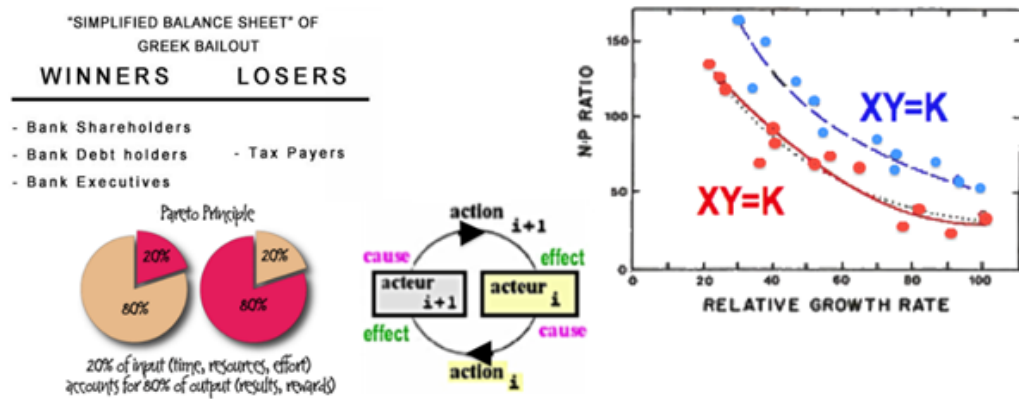 "SIMPLIFIED BALANCE SHEET" OF
GREEK BAILOUT
WINNERS LOSERS
- Bank Shareholders
- Bank Debt holders - Tax Payers
- Bank Executives
Pareto Principle
20% 20%
80% 80%
20% of input (time, resources, effort)
accounts for 80% of output (results, rewards)
action
i+1
cause effect
acteur acteur
i+1 i
effect cause
action i
N:P RATIO
150
100
50
0
XY=K
XY=K
0 20 40 60 80 100
RELATIVE GROWTH RATE